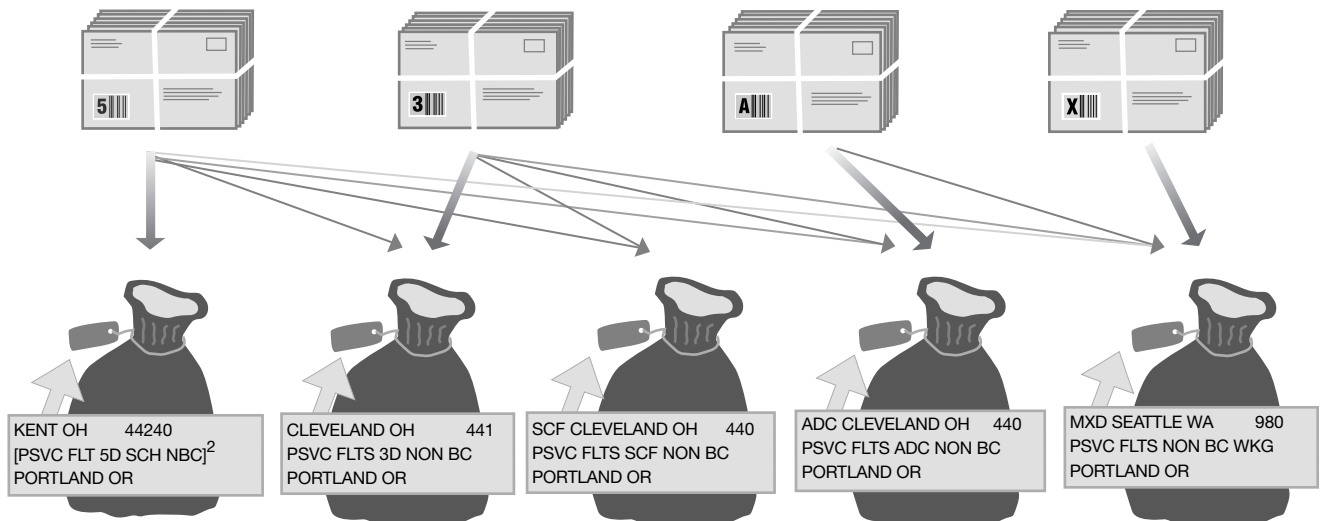 5
3
A
X
KENT OH 44240
[PSVC FLT 5D SCH NBC]2
PORTLAND OR
CLEVELAND OH 441
PSVC FLTS 3D NON BC
PORTLAND OR
SCF CLEVELAND OH 440
PSVC FLTS SCF NON BC
PORTLAND OR
ADC CLEVELAND OH 440
PSVC FLTS ADC NON BC
PORTLAND OR
MXD SEATTLE WA 980
PSVC FLTS NON BC WKG
PORTLAND OR